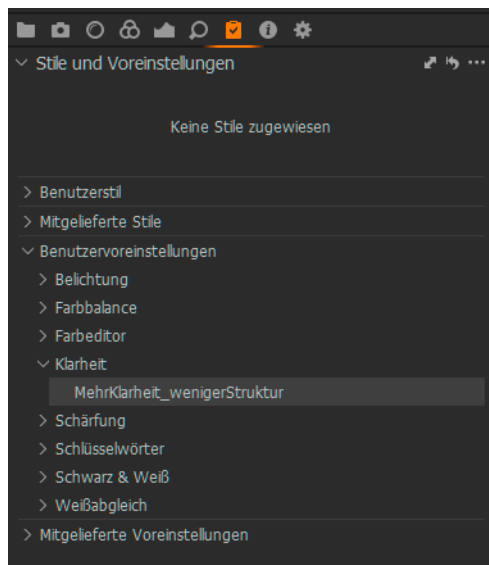 Stile und Voreinstellungen
Keine Stile zugewiesen
Benutzerstil
Mitgelieferte Stile
Benutzervoreinstellungen
Belichtung
Farbbalance
Farbeditor
Klarheit
MehrKlarheit_wenigerStruktur
Schärfung
Schlüsselwörter
Schwarz & Weiß
Weißabgleich
Mitgelieferte Voreinstellungen